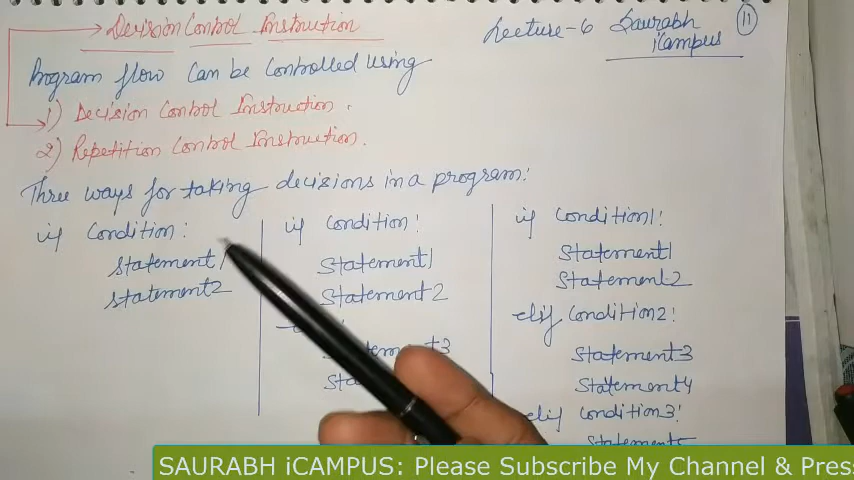 Decision Control Instruction
Lecture-6 Saurabh iCampus
11
Program flow Can be Controlled using
1) Decision Control Instruction.
2) Repetition Control Instruction.
Three ways for taking decisions in a program:
if Condition:
statement1
statement2
if Condition:
Statement1
Statement2
Statement3
if Condition1:
Statement1
Statement2
elif Condition2:
Statement3
Statement4
elif Condition3:
SAURABH iCAMPUS: Please Subscribe My Channel & Press